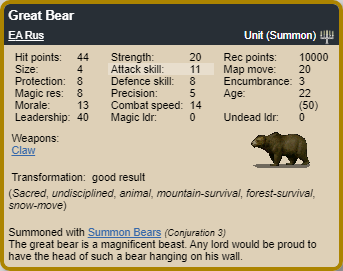 Great Bear
EA Rus Unit (Summon)
Hit points: 44 Strength: 20 Rec points: 10000
Size: 4 Attack skill: 11 Map move: 20
Protection: 8 Defence skill: 8 Encumbrance: 3
Magic res: 8 Precision: 5 Age: 22
Morale: 13 Combat speed: 14 (50)
Leadership: 40 Magic ldr: 0 Undead ldr: 0
Weapons:
Claw
Transformation: good result
(Sacred, undisciplined, animal, mountain-survival, forest-survival,
snow-move)
Summoned with Summon Bears (Conjuration 3)
The great bear is a magnificent beast. Any lord would be proud to
have the head of such a bear hanging on his wall.